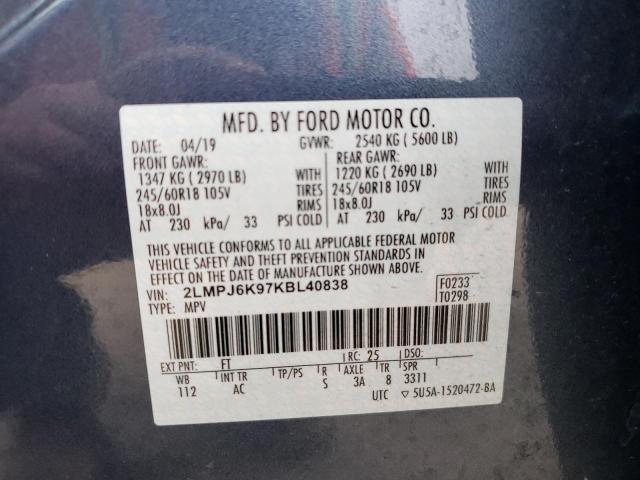 MFD. BY FORD MOTOR CO.
DATE: 04/19 GVWR: 2540 KG ( 5600 LB)
FRONT GAWR: REAR GAWR:
1347 KG ( 2970 LB) WITH 1220 KG ( 2690 LB) WITH
245/60R18 105V TIRES 245/60R18 105V TIRES
18x8.0J RIMS 18x8.0J RIMS
AT 230 kPa/ 33 PSI COLD AT 230 kPa/ 33 PSI COLD
THIS VEHICLE CONFORMS TO ALL APPLICABLE FEDERAL MOTOR
VEHICLE SAFETY AND THEFT PREVENTION STANDARDS IN
EFFECT ON THE DATE OF MANUFACTURE SHOWN ABOVE.
VIN: 2LMPJ6K97KBL40838 F0233
TYPE: MPV T0298
EXT PNT: FT RC: 25 DSO:
WB INT TR TP/PS R AXLE TR SPR
112 AC S 3A 8 3311
UTC ▽ 5U5A-1520472-BA